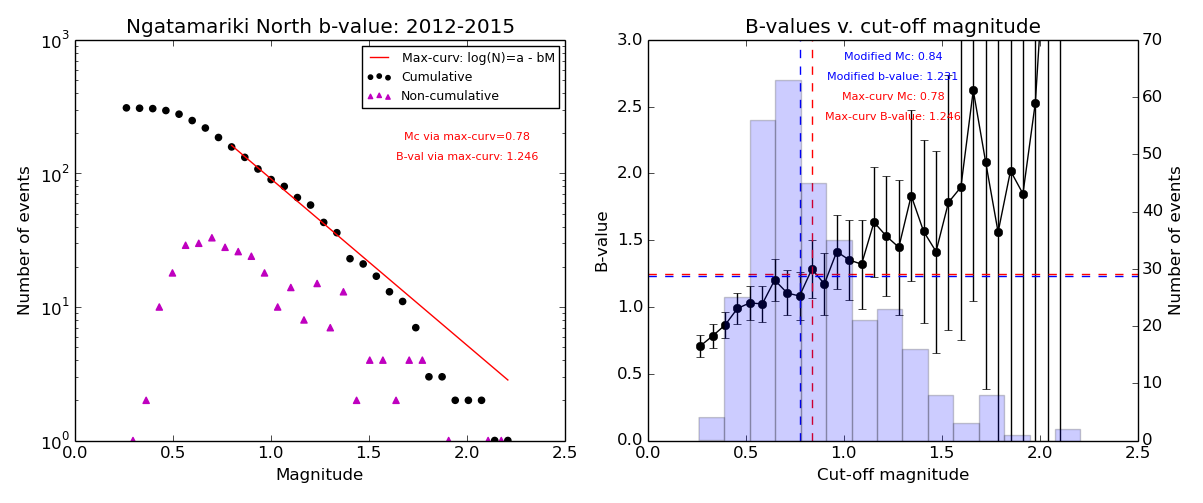 Ngatamariki North b-value: 2012-2015
10^3
10^2
10^1
10^0
Number of events
Max-curv: log(N)=a - bM
Cumulative
Non-cumulative
Mc via max-curv=0.78
B-val via max-curv: 1.246
0.0 0.5 1.0 1.5 2.0 2.5
Magnitude
B-values v. cut-off magnitude
3.0
2.5
2.0
1.5
1.0
0.5
0.0
B-value
Modified Mc: 0.84
Modified b-value: 1.231
Max-curv Mc: 0.78
Max-curv B-value: 1.246
70
60
50
40
30
20
10
0
Number of events
0.0 0.5 1.0 1.5 2.0 2.5
Cut-off magnitude